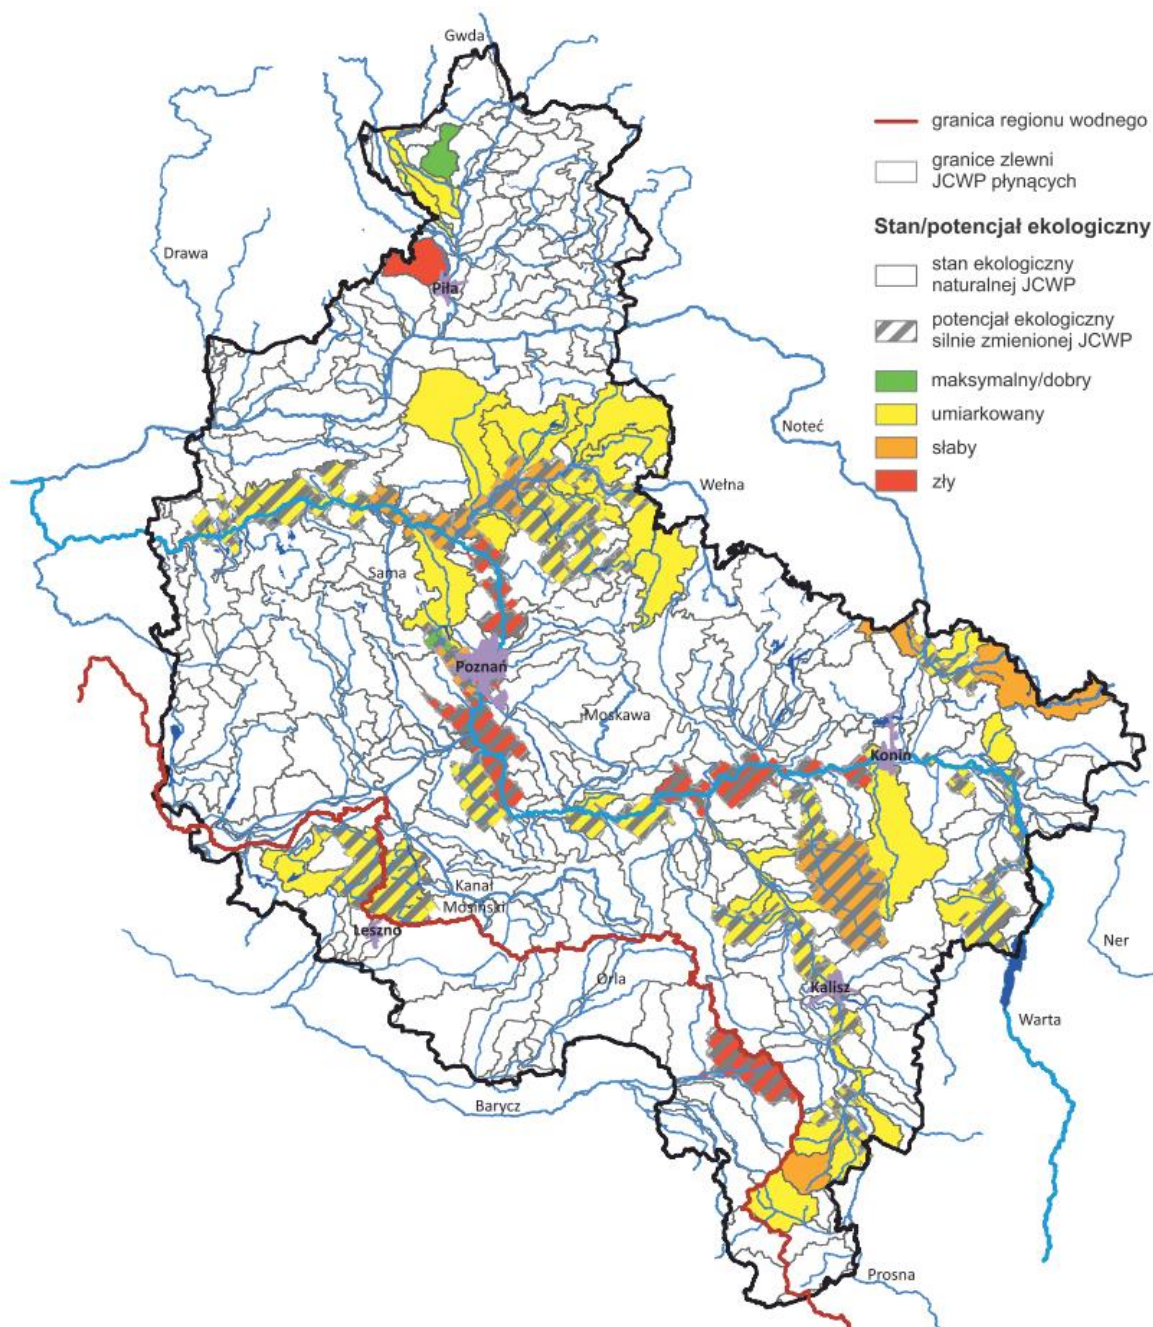 Gwda
granica regionu wodnego
granice zlewni
JCWP płynących
Stan/potencjał ekologiczny
Drawa
stan ekologiczny
naturalnej JCWP
Piła
potencjał ekologiczny
silnie zmienionej JCWP
maksymalny/dobry
umiarkowany
Noteć
słaby
zły
Wełna
Sama
Poznań
Moskawa
Konin
Kanał
Mosiński
Leszno
Ner
Orla
Kalisz
Warta
Barycz
Prosna